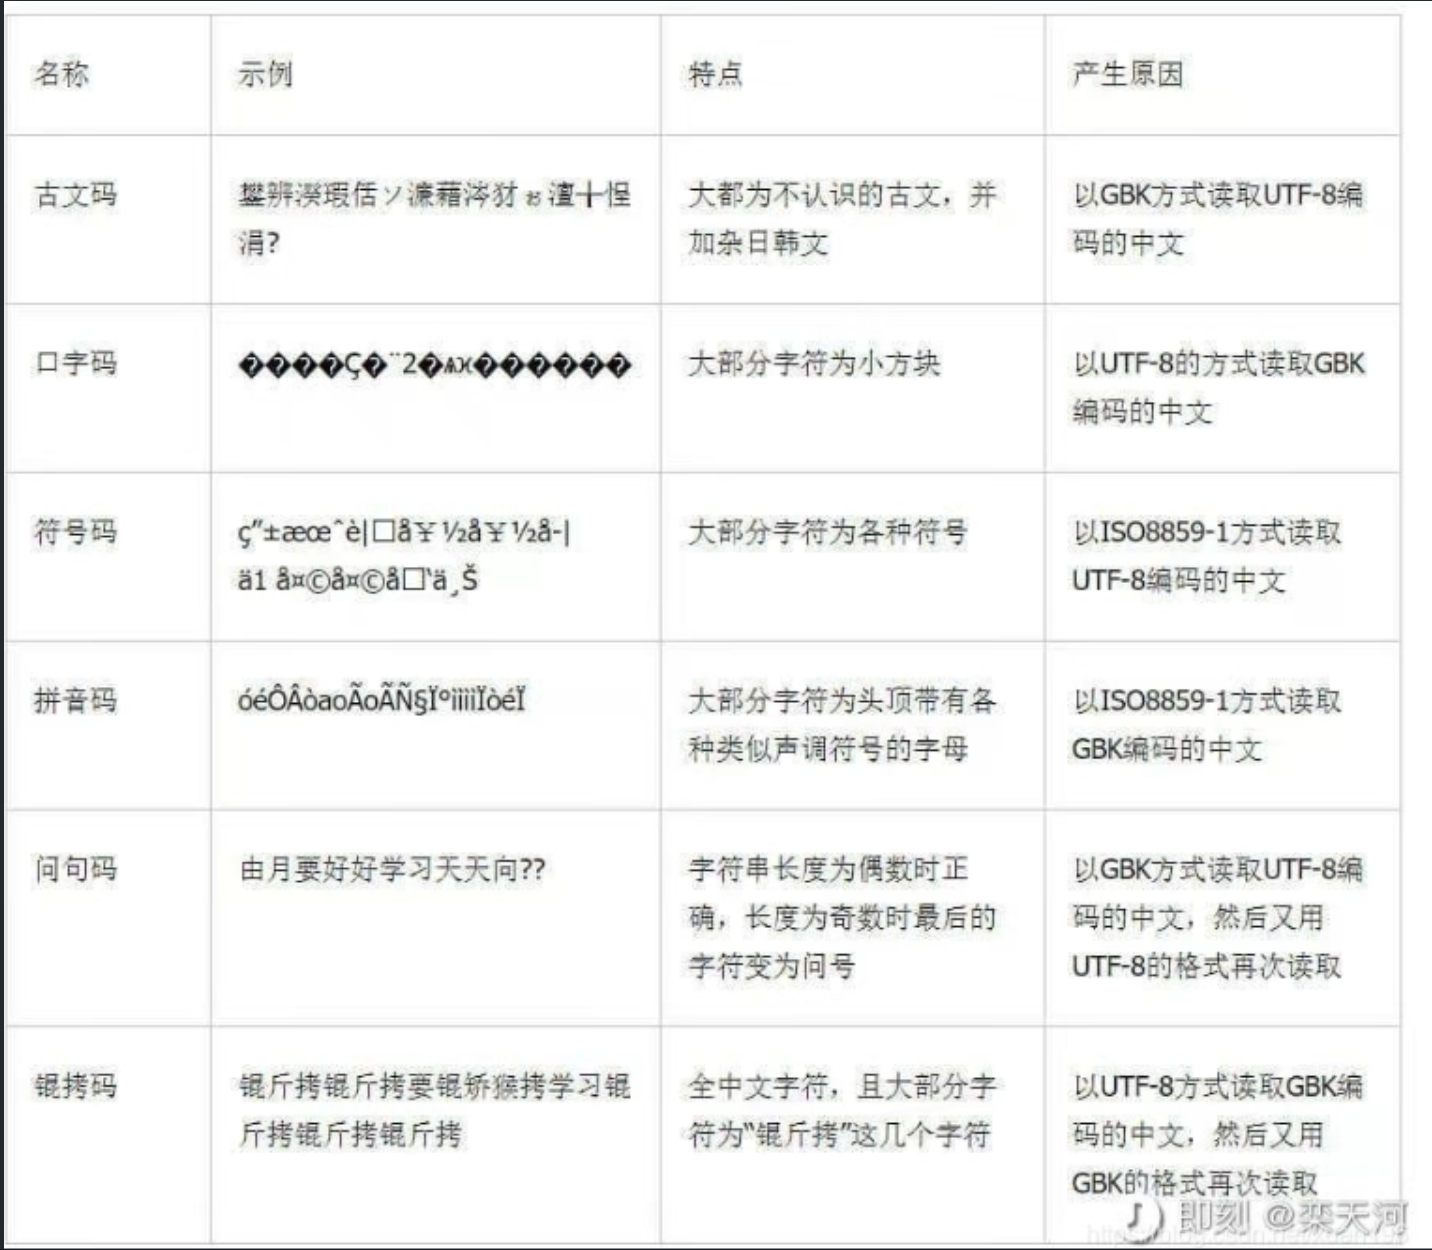 名称
示例
特点
产生原因
古文码
鐢辨湀瑕佸ソ濂藉涔犲ぉ澶╁悜
涓?
大都为不认识的古文，并
加杂日韩文
以GBK方式读取UTF-8编
码的中文
口字码
����Ç�¨2�ѧϰ������
大部分字符为小方块
以UTF-8的方式读取GBK
编码的中文
符号码
ç”±æœˆè|□å¥½å¥½å-|
ä1 å¤©å¤©å□‘ä¸Š
大部分字符为各种符号
以ISO8859-1方式读取
UTF-8编码的中文
拼音码
óéÔÂòaoÃoÃÑ§ÏºììììÏòéÏ
大部分字符为头顶带有各
种类似声调符号的字母
以ISO8859-1方式读取
GBK编码的中文
问句码
由月要好好学习天天向??
字符串长度为偶数时正
确，长度为奇数时最后的
字符变为问号
以GBK方式读取UTF-8编
码的中文，然后又用
UTF-8的格式再次读取
锟拷码
锟斤拷锟斤拷要锟矫猴拷学习锟
斤拷锟斤拷锟斤拷
全中文字符，且大部分字
符为“锟斤拷”这几个字符
以UTF-8方式读取GBK编
码的中文，然后又用
GBK的格式再次读取
即刻 @栾天河